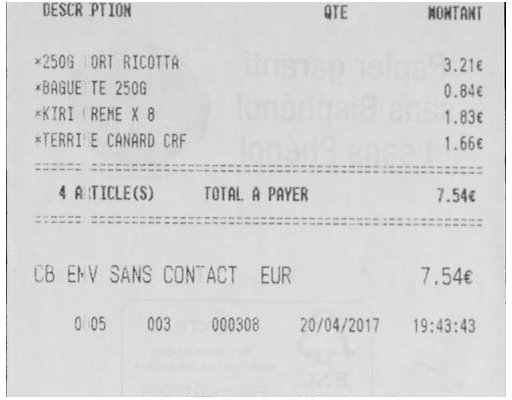 DESCR PTION QTE MONTANT
*250G ORT RICOTTA 3.21€
*BAGUE TE 250G 0.84€
*KIRI REME X 8 1.83€
*TERRI E CANARD CRF 1.66€
4 A TICLE(S) TOTAL A PAYER 7.54€
CB EMV SANS CONTACT EUR 7.54€
0 05 003 000308 20/04/2017 19:43:43
Papier garanti
sans Bisphénol
et sans Phénol